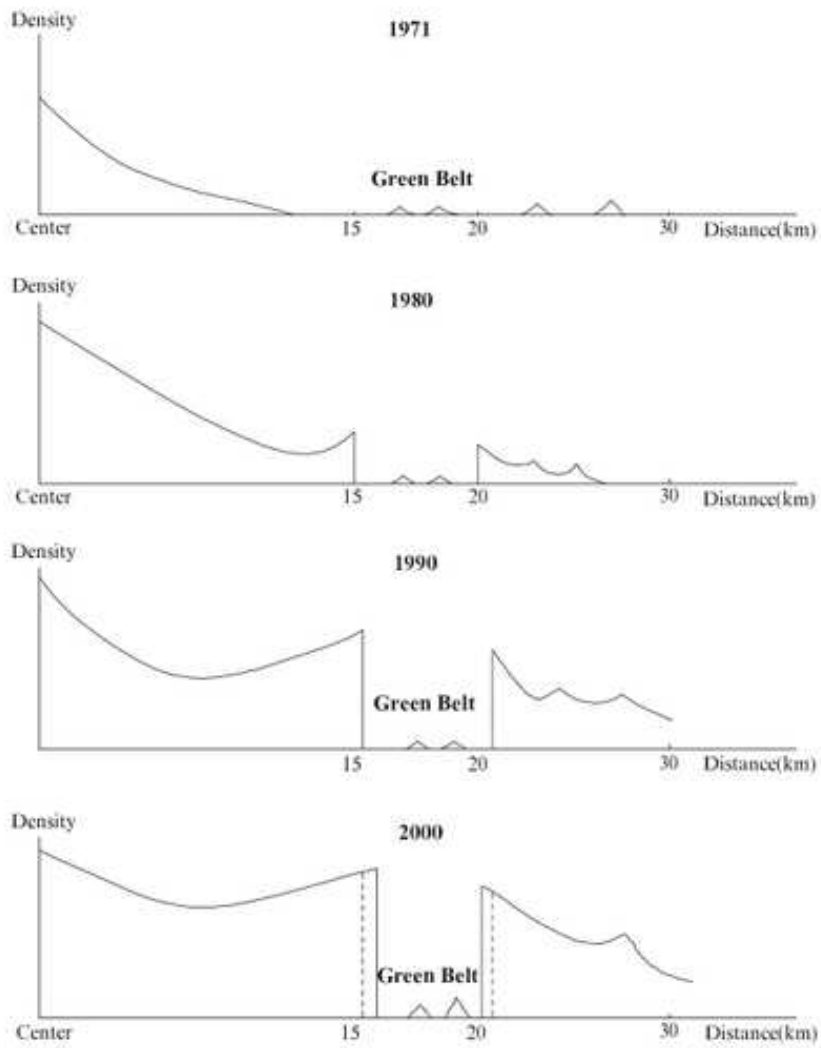 Density
1971
Green Belt
Center 15 20 30 Distance(km)
Density
1980
Center 15 20 30 Distance(km)
Density
1990
Green Belt
15 20 30 Distance(km)
Density
2000
Green Belt
Center 15 20 30 Distance(km)